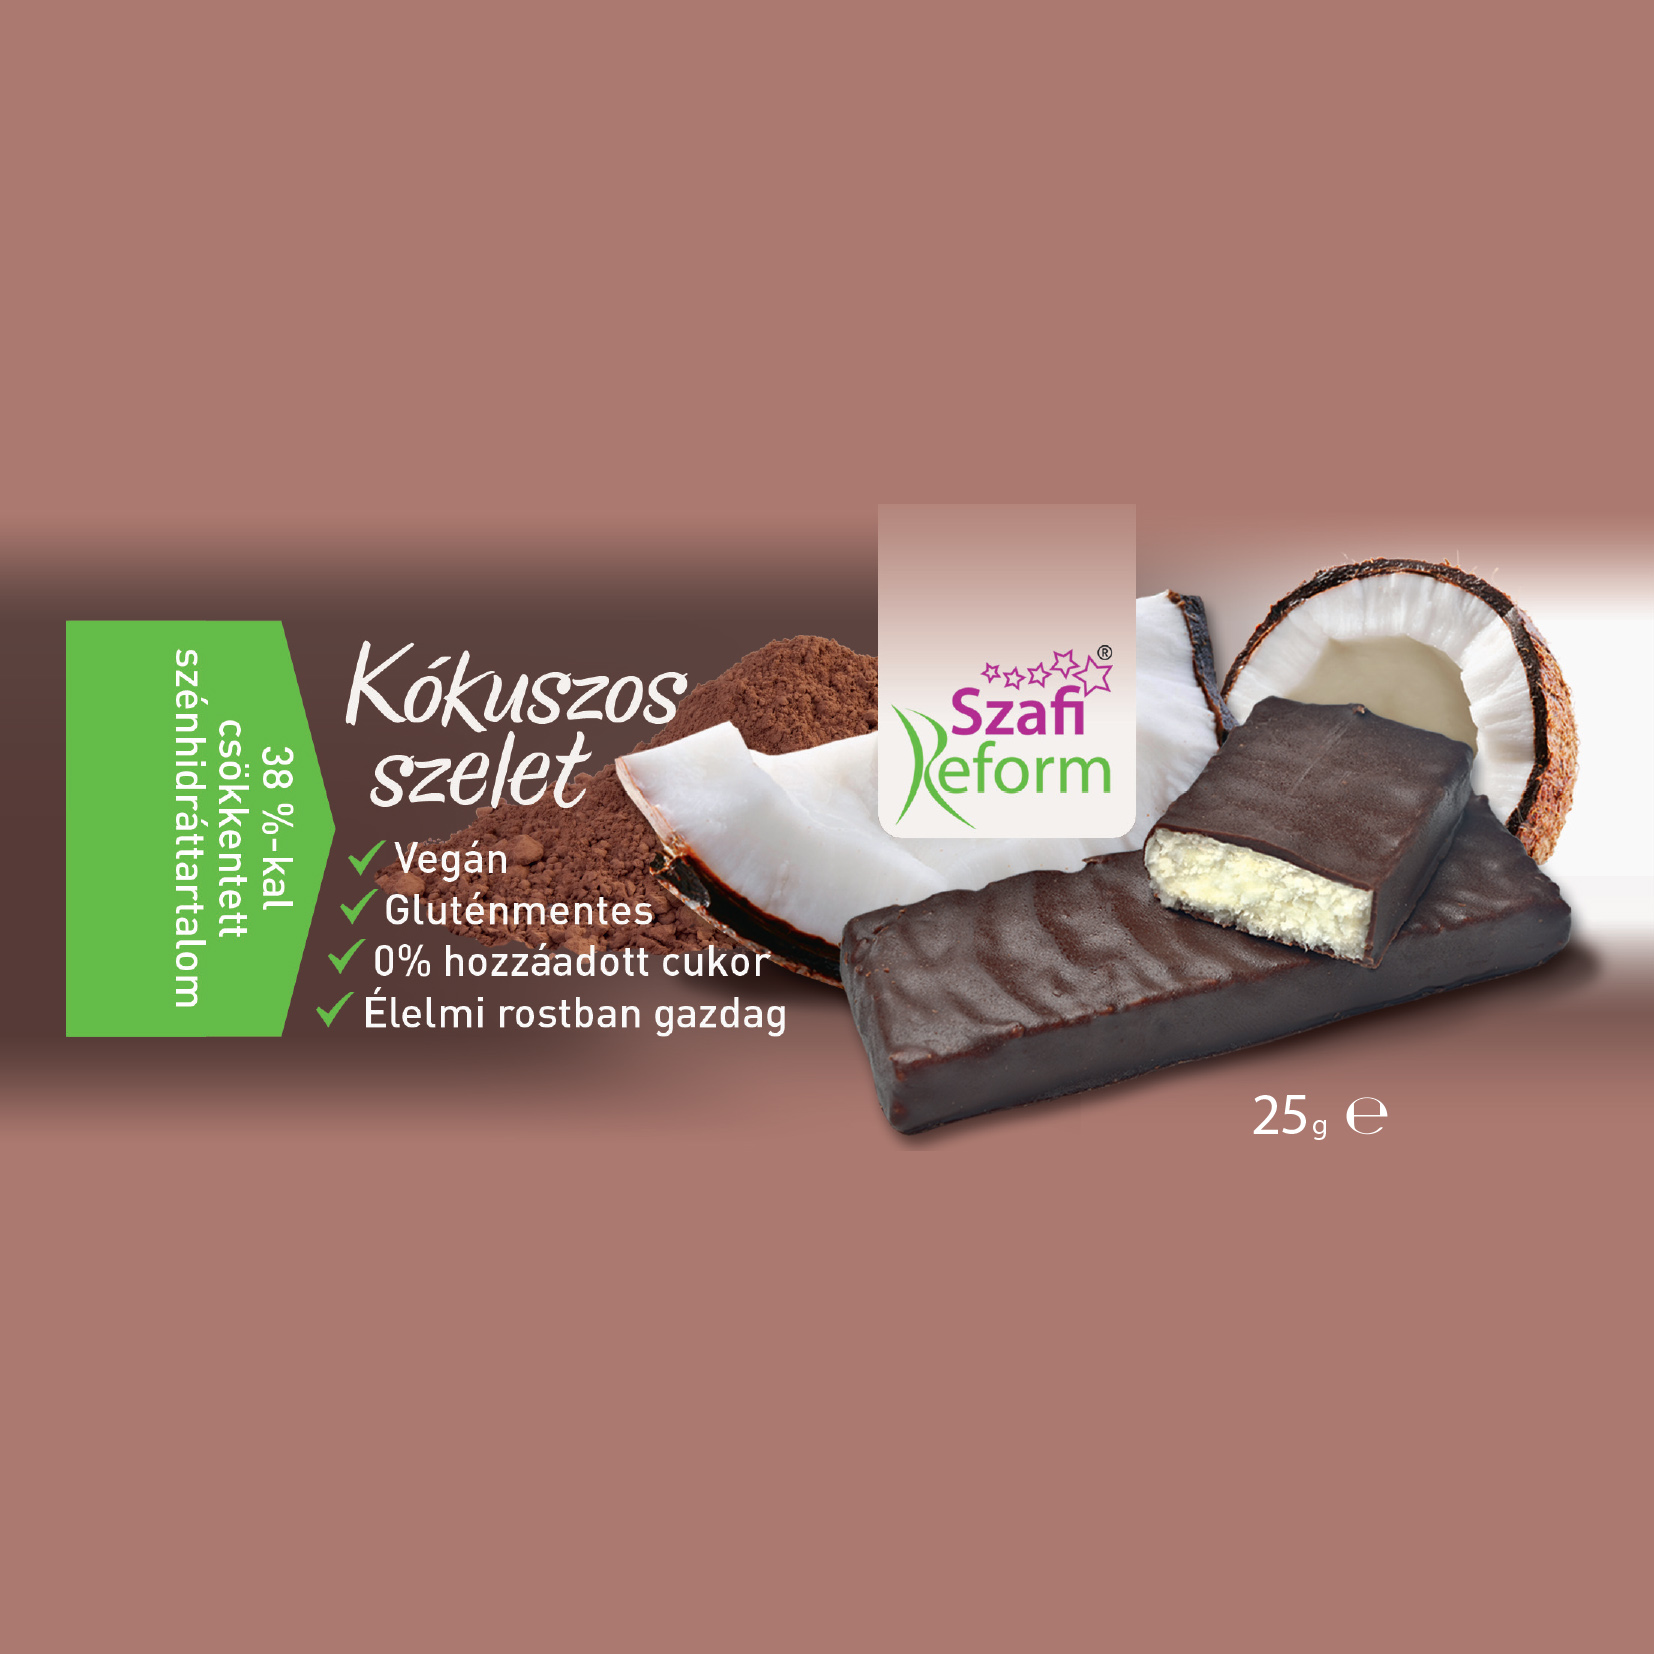 38 %-kal
csökkentett
szénhidráttartalom
Kókuszos
szelet
Vegán
Gluténmentes
0% hozzáadott cukor
Élelmi rostban gazdag
Szafi
Reform
®
25g ℮